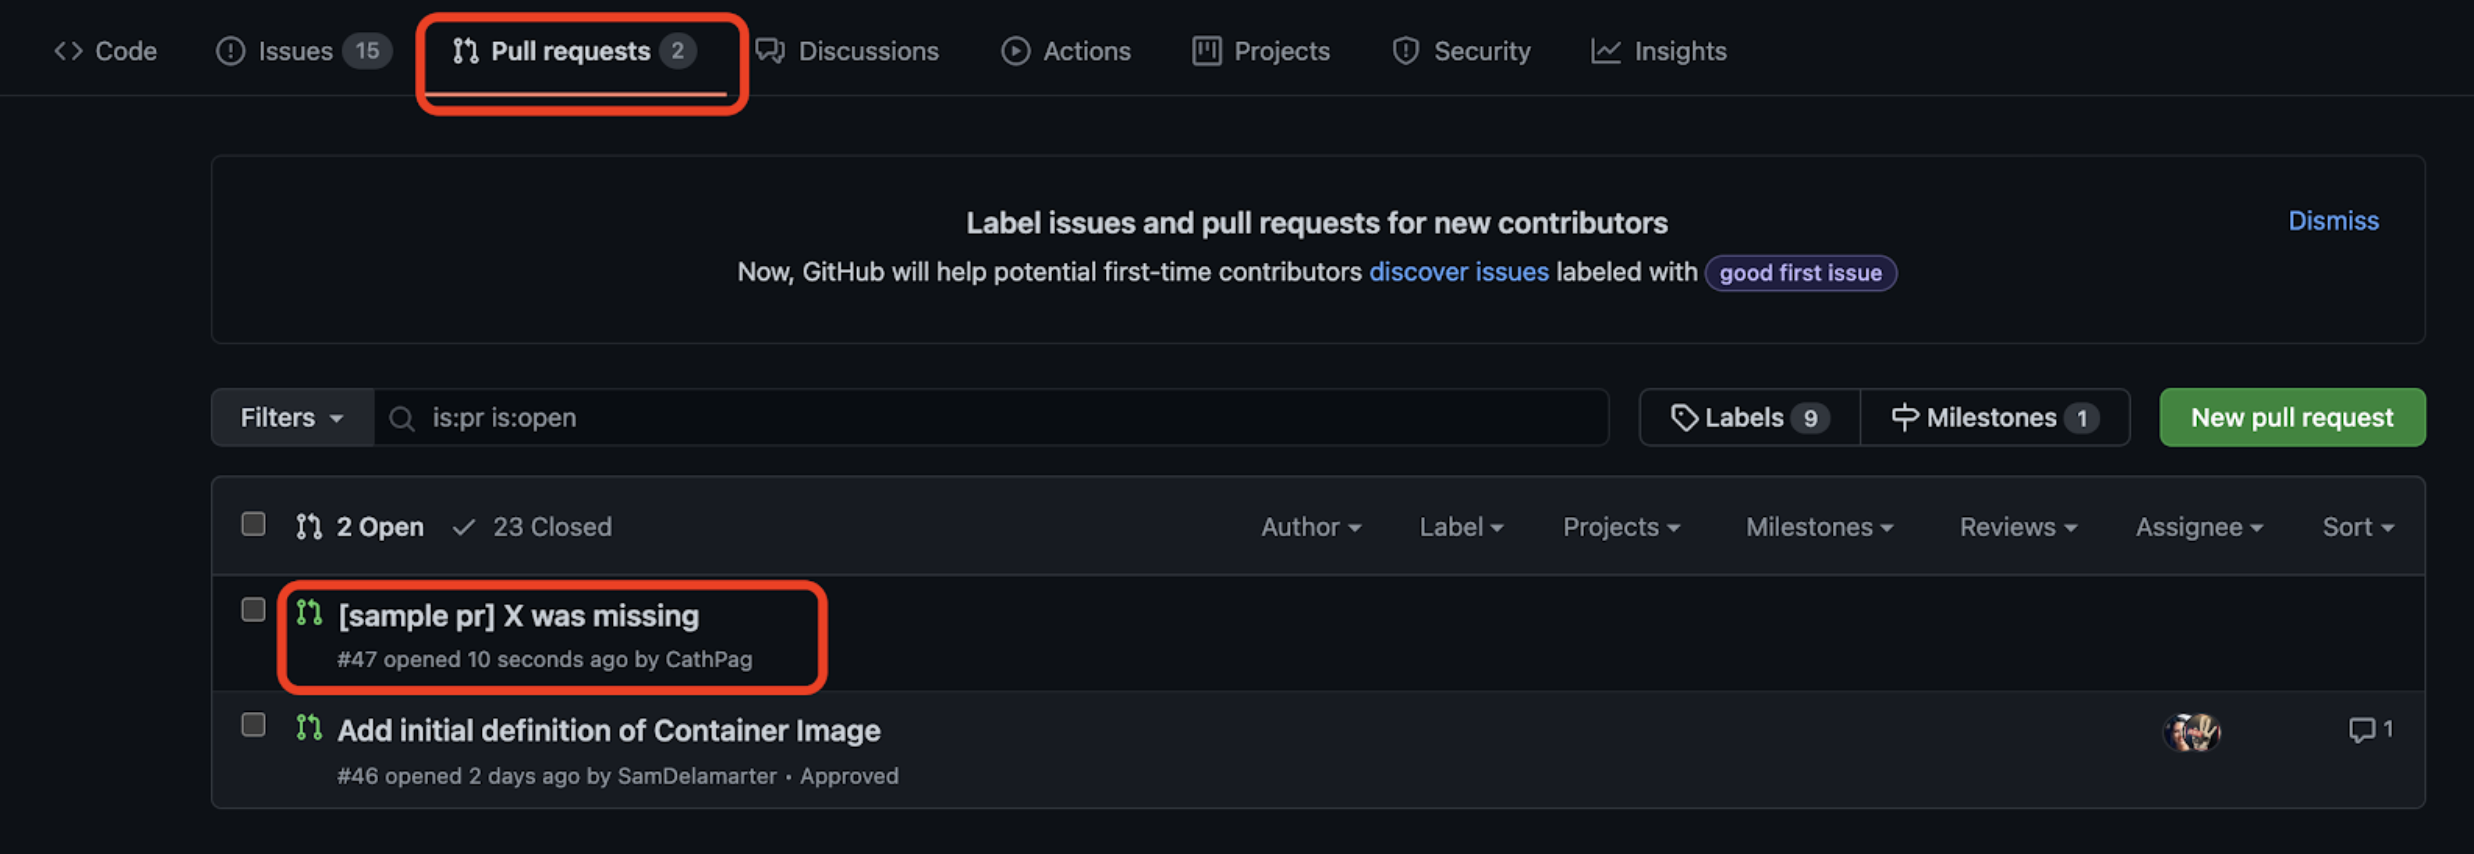 Code Issues 15 Pull requests 2 Discussions Actions Projects Security Insights
Label issues and pull requests for new contributors
Dismiss
Now, GitHub will help potential first-time contributors discover issues labeled with good first issue
Filters is:pr is:open Labels 9 Milestones 1 New pull request
2 Open 23 Closed Author Label Projects Milestones Reviews Assignee Sort
[sample pr] X was missing
#47 opened 10 seconds ago by CathPag
Add initial definition of Container Image 1
#46 opened 2 days ago by SamDelamarter • Approved